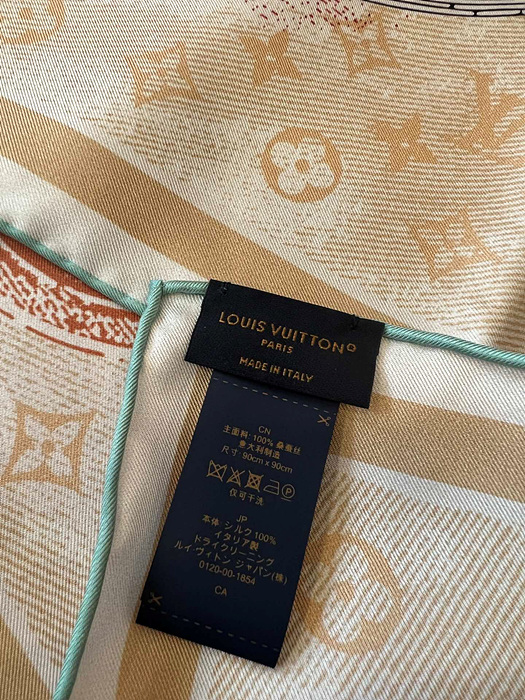 LOUIS VUITTON
PARIS
MADE IN ITALY
CN
主面料: 100% 桑蚕丝
意大利制造
尺寸: 90cm x 90cm
P
仅可干洗
JP
本体 シルク100%
イタリア製
ドライクリーニング
ルイ ヴィトン ジャパン(株)
0120-00-1854
CA